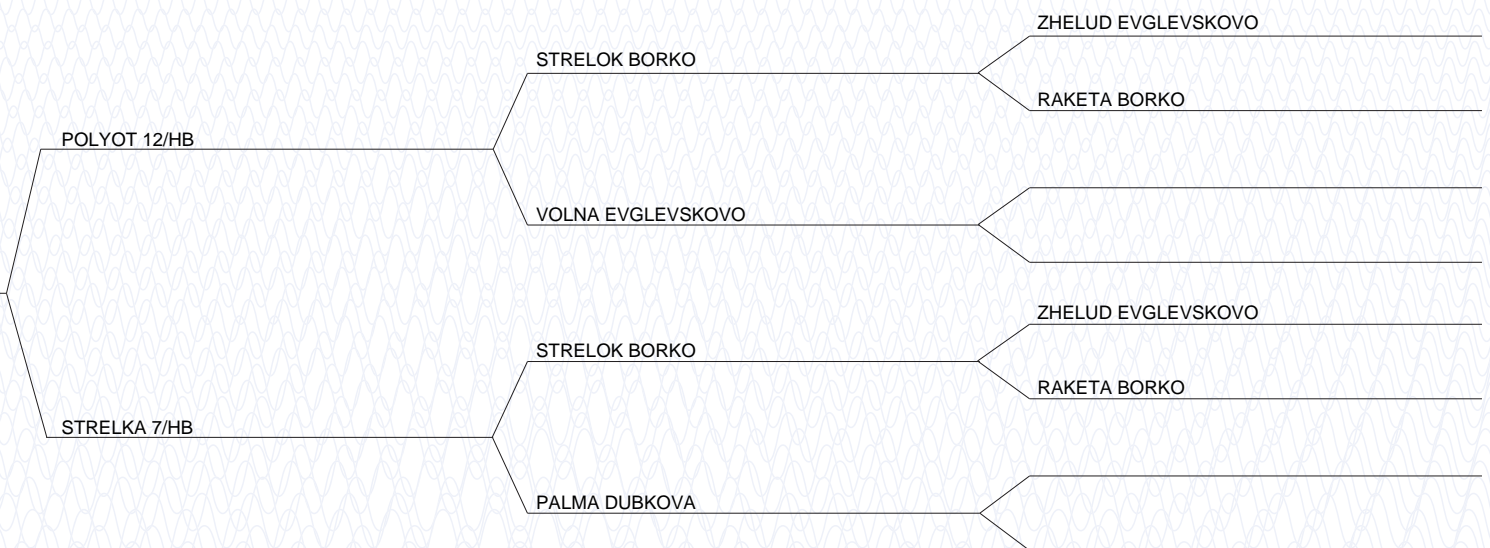 ZHELUD EVGLEVSKOVO
STRELOK BORKO
RAKETA BORKO
POLYOT 12/HB
VOLNA EVGLEVSKOVO
ZHELUD EVGLEVSKOVO
STRELOK BORKO
RAKETA BORKO
STRELKA 7/HB
PALMA DUBKOVA